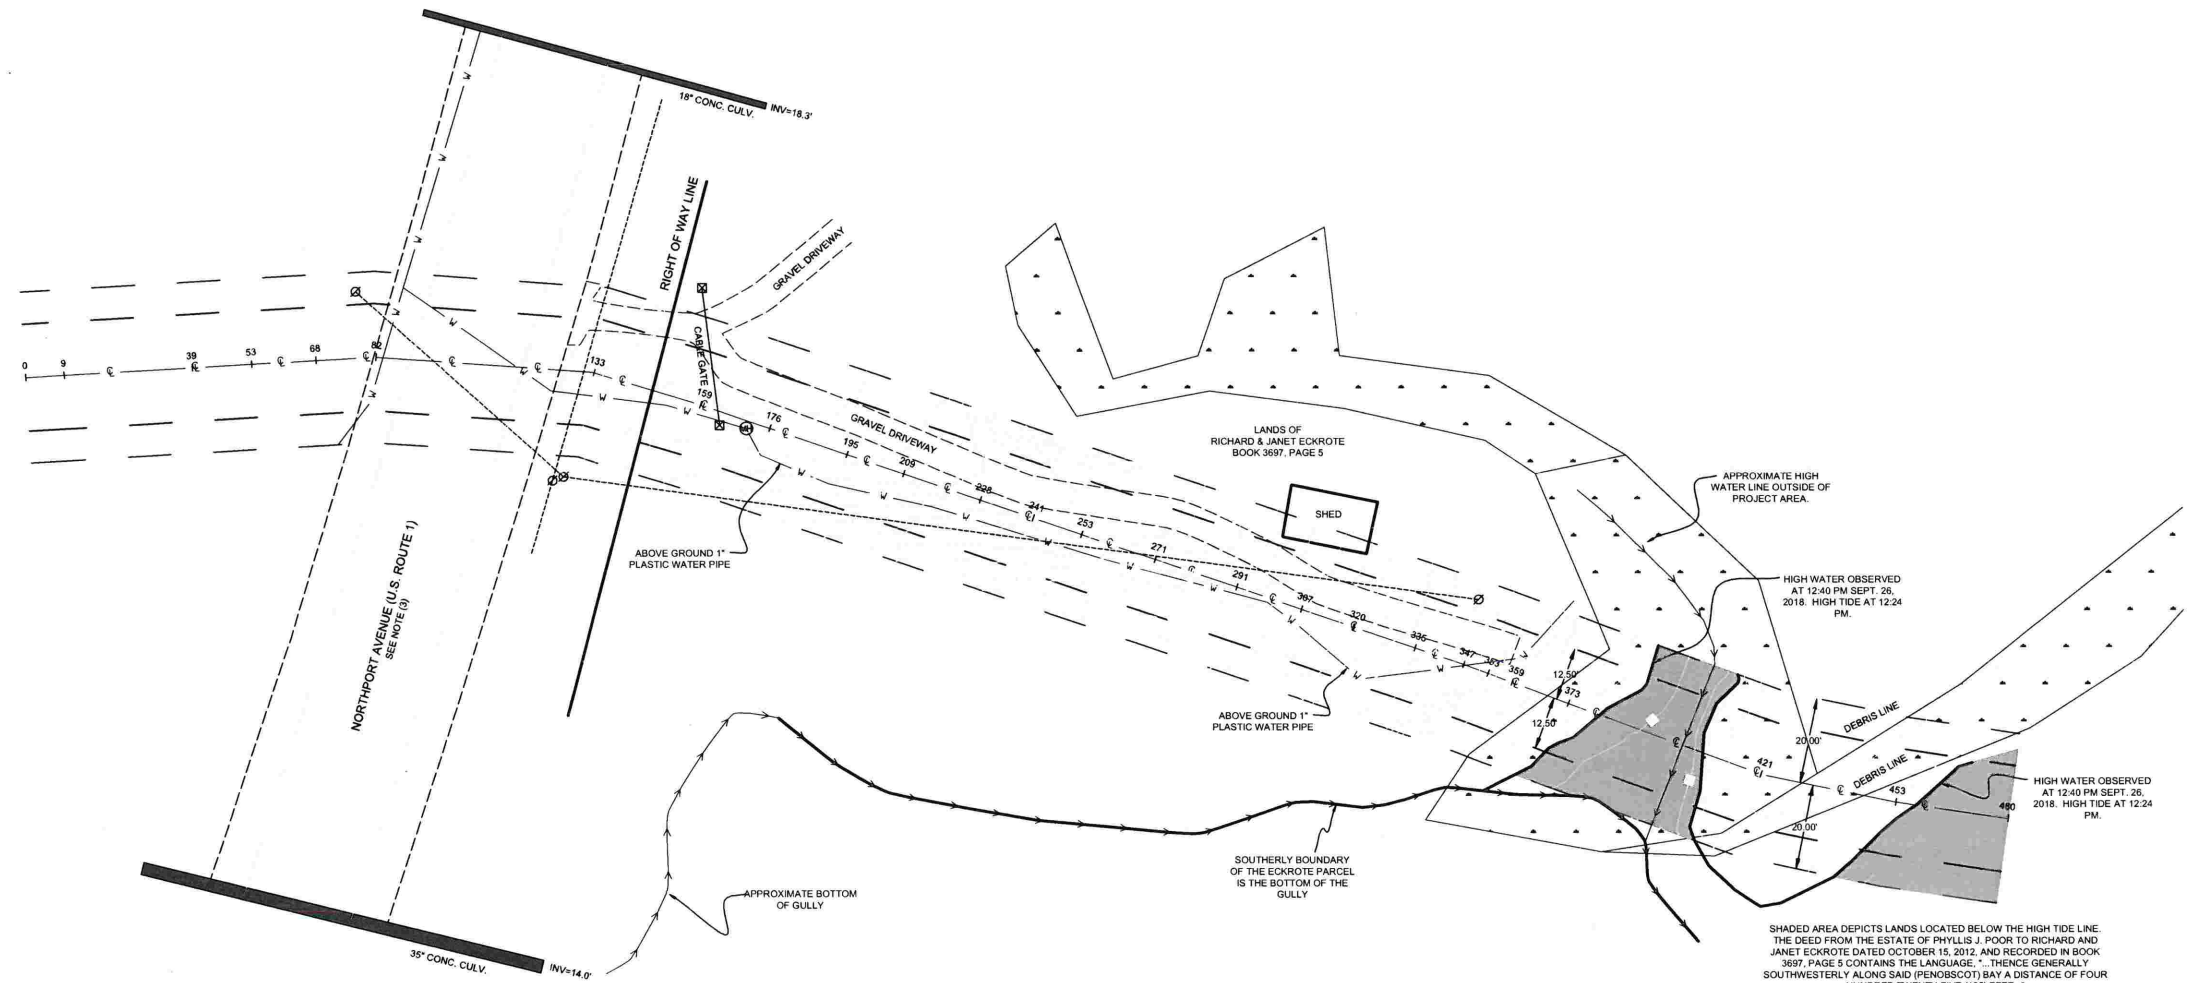 18" CONC. CULV.
INV=18.3'
RIGHT OF WAY LINE
GRAVEL DRIVEWAY
CABLE GATE
0
9
39
53
68
82
133
159
176
195
209
228
241
253
271
291
307
320
335
347
353
359
373
421
453
480
MH
GRAVEL DRIVEWAY
LANDS OF
RICHARD & JANET ECKROTE
BOOK 3697, PAGE 5
SHED
APPROXIMATE HIGH
WATER LINE OUTSIDE OF
PROJECT AREA.
HIGH WATER OBSERVED
AT 12:40 PM SEPT. 26,
2018. HIGH TIDE AT 12:24
PM.
ABOVE GROUND 1"
PLASTIC WATER PIPE
NORTHPORT AVENUE (U.S. ROUTE 1)
SEE NOTE (3)
12.50'
12.50'
ABOVE GROUND 1"
PLASTIC WATER PIPE
20.00'
20.00'
DEBRIS LINE
DEBRIS LINE
HIGH WATER OBSERVED
AT 12:40 PM SEPT. 26,
2018. HIGH TIDE AT 12:24
PM.
SOUTHERLY BOUNDARY
OF THE ECKROTE PARCEL
IS THE BOTTOM OF THE
GULLY
APPROXIMATE BOTTOM
OF GULLY
35" CONC. CULV.
INV=14.0'
SHADED AREA DEPICTS LANDS LOCATED BELOW THE HIGH TIDE LINE.
THE DEED FROM THE ESTATE OF PHYLLIS J. POOR TO RICHARD AND
JANET ECKROTE DATED OCTOBER 15, 2012, AND RECORDED IN BOOK
3697, PAGE 5 CONTAINS THE LANGUAGE, "...THENCE GENERALLY
SOUTHWESTERLY ALONG SAID (PENOBSCOT) BAY A DISTANCE OF FOUR